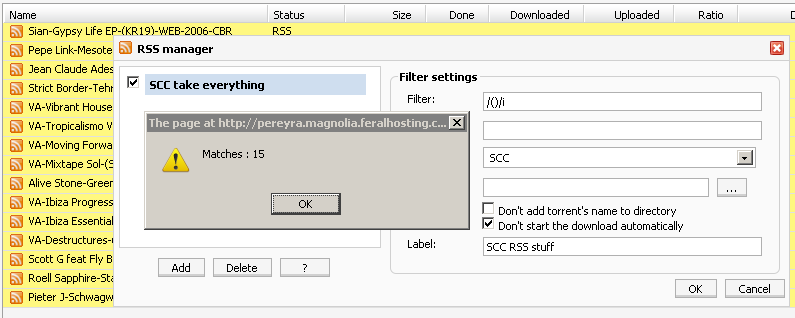 Name Status Size Done Downloaded Uploaded Ratio D
Sian-Gypsy Life EP-(KR19)-WEB-2006-CBR RSS
Pepe Link-Mesote
Jean Claude Ades
Strict Border-Tehr
VA-Vibrant House
VA-Tropicalismo V
VA-Moving Forwar
VA-Mixtape Sol-(S
Alive Stone-Green
VA-Ibiza Progress
VA-Ibiza Essential
VA-Destructures-
Scott G feat Fly B
Roell Sapphire-Sta
Pieter J-Schwagw
RSS manager
SCC take everything
Filter settings
Filter: /()/i
SCC
...
Don't add torrent's name to directory
Don't start the download automatically
Label: SCC RSS stuff
The page at http://pereyra.magnolia.feralhosting.c...
Matches : 15
OK
Add Delete ?
OK Cancel